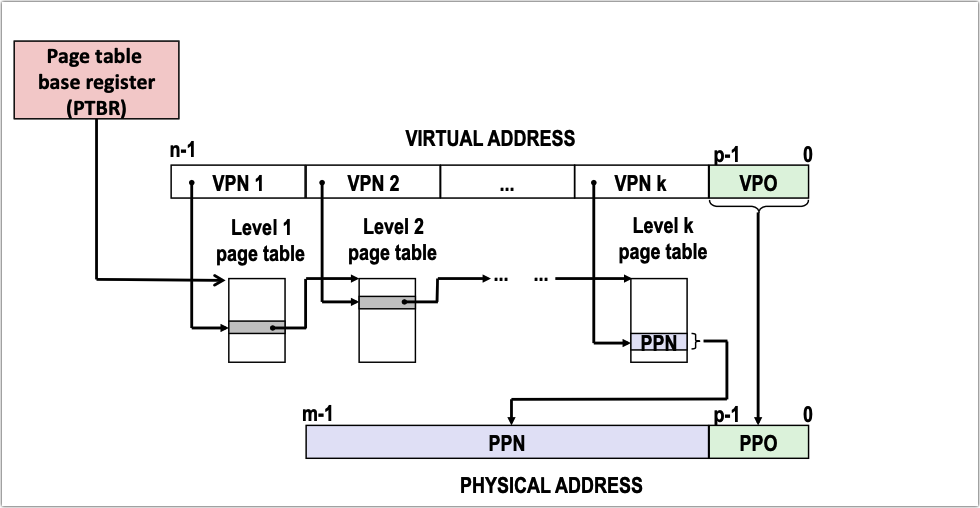 Page table
base register
(PTBR)
VIRTUAL ADDRESS
n-1
p-1
0
VPN 1
VPN 2
...
VPN k
VPO
Level 1
page table
Level 2
page table
Level k
page table
...
...
PPN
m-1
p-1
0
PPN
PPO
PHYSICAL ADDRESS